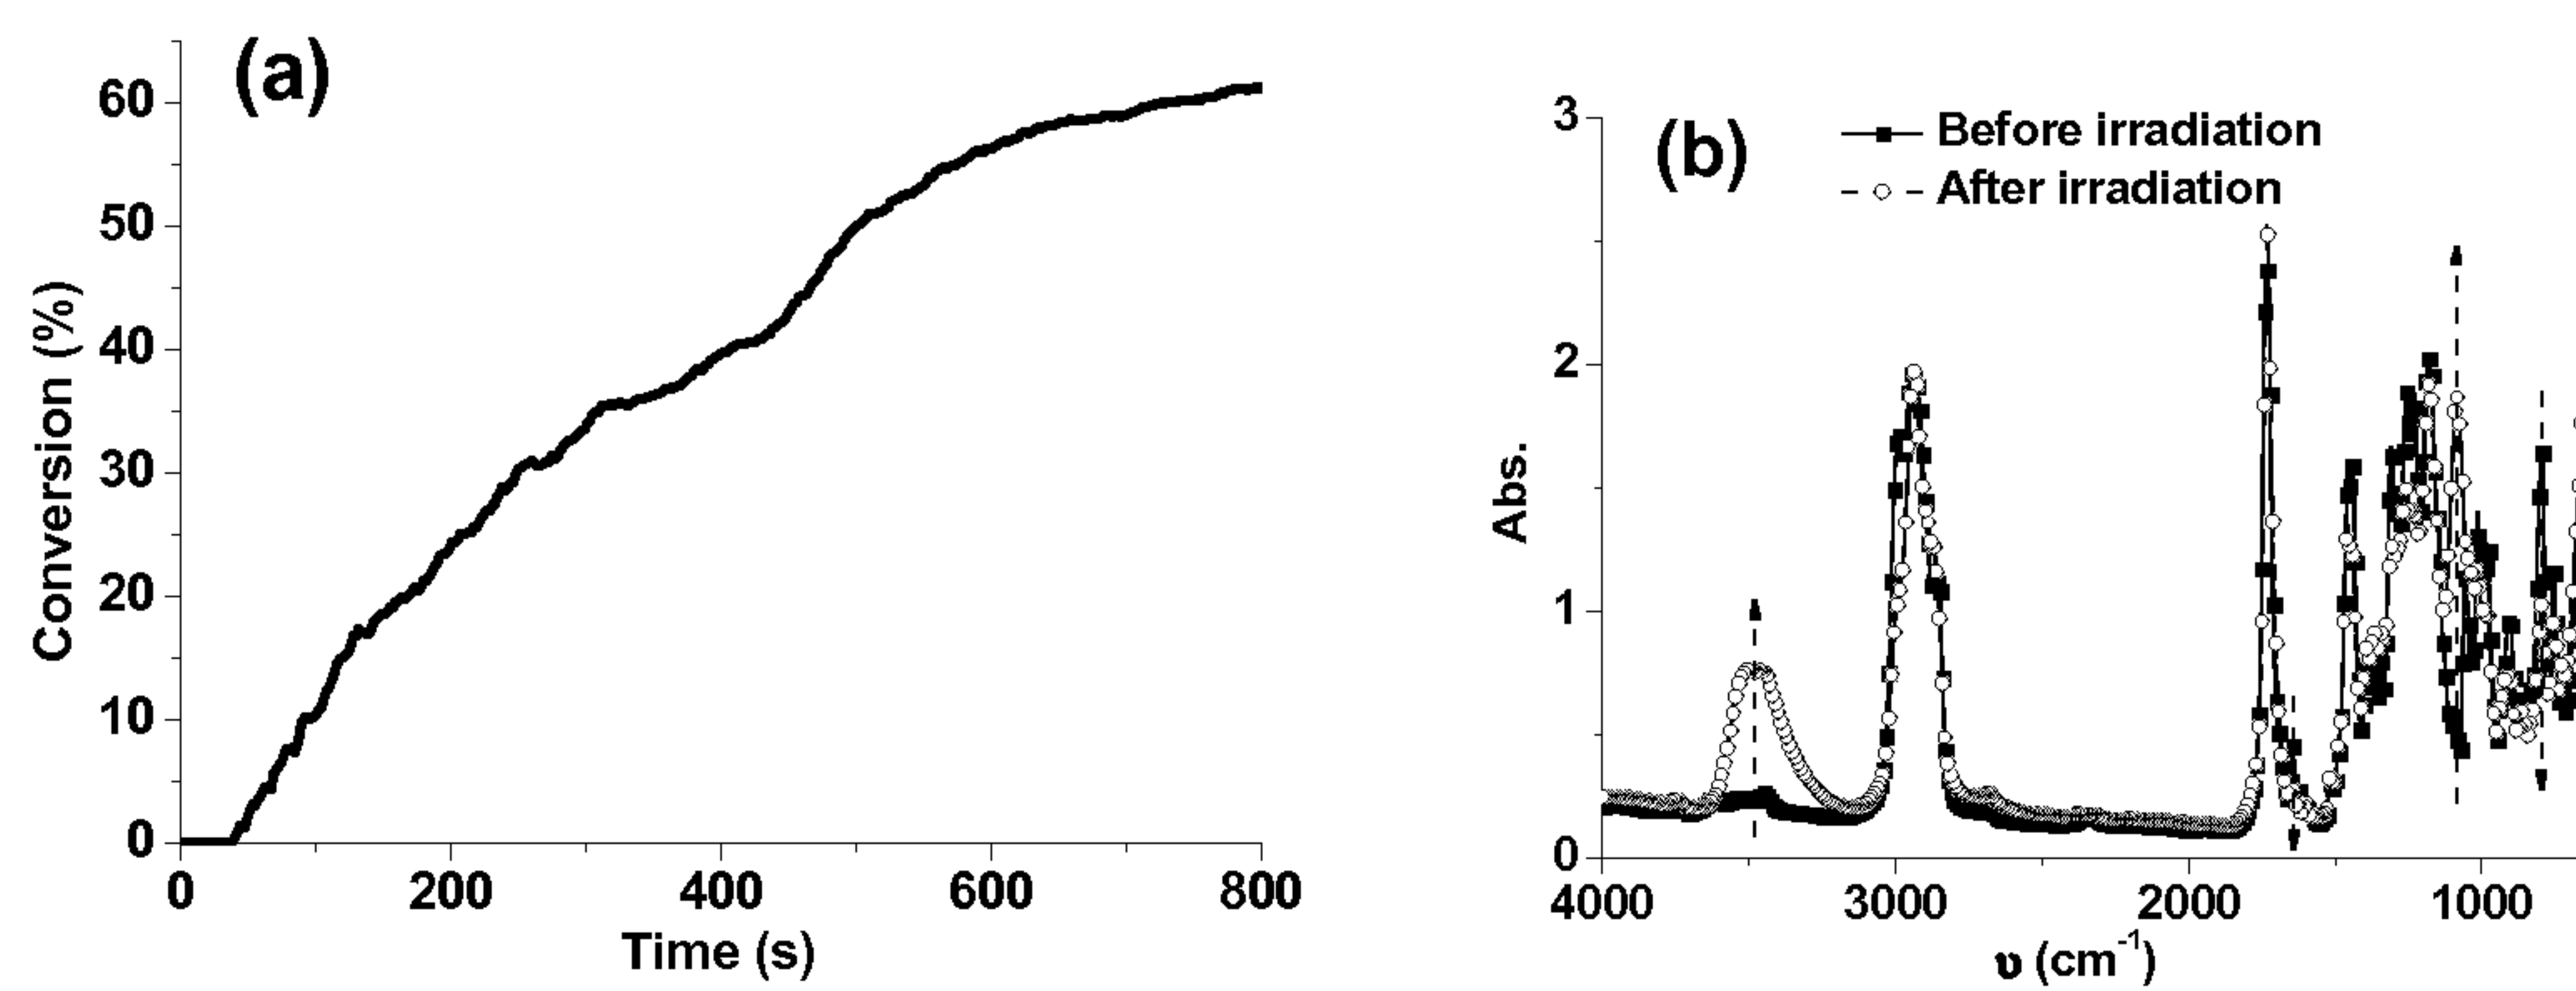 (a)
Conversion (%)
60
50
40
30
20
10
0
0 200 400 600 800
Time (s)
(b)
Before irradiation
After irradiation
Abs.
3
2
1
0
4000 3000 2000 1000
υ (cm⁻¹)